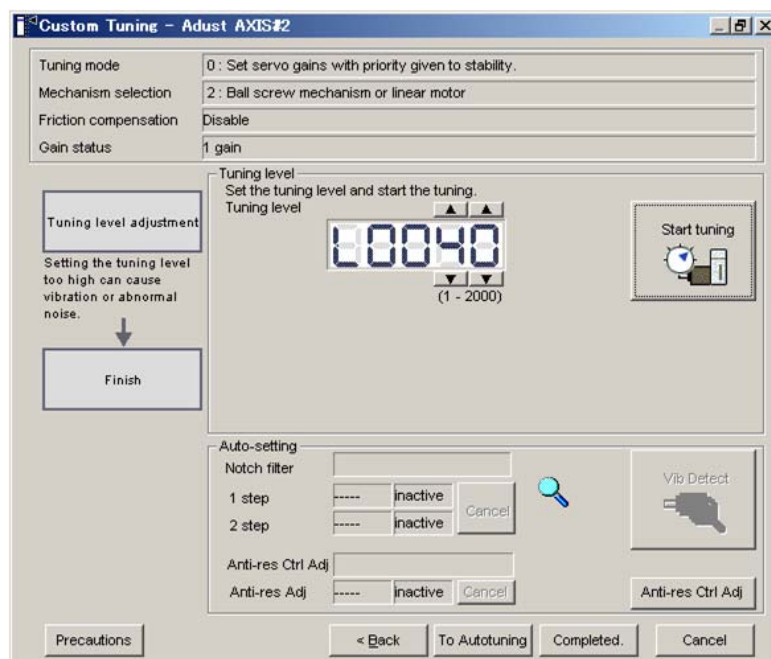 Custom Tuning - Adust AXIS#2
Tuning mode 0 : Set servo gains with priority given to stability.
Mechanism selection 2 : Ball screw mechanism or linear motor
Friction compensation Disable
Gain status 1 gain
Tuning level adjustment
Setting the tuning level
too high can cause
vibration or abnormal
noise.
Finish
Tuning level
Set the tuning level and start the tuning.
Tuning level
L0040
(1 - 2000)
Start tuning
Auto-setting
Notch filter
1 step ----- inactive
2 step ----- inactive
Cancel
Vib Detect
Anti-res Ctrl Adj
Anti-res Adj ----- inactive Cancel
Anti-res Ctrl Adj
Precautions < Back To Autotuning Completed. Cancel